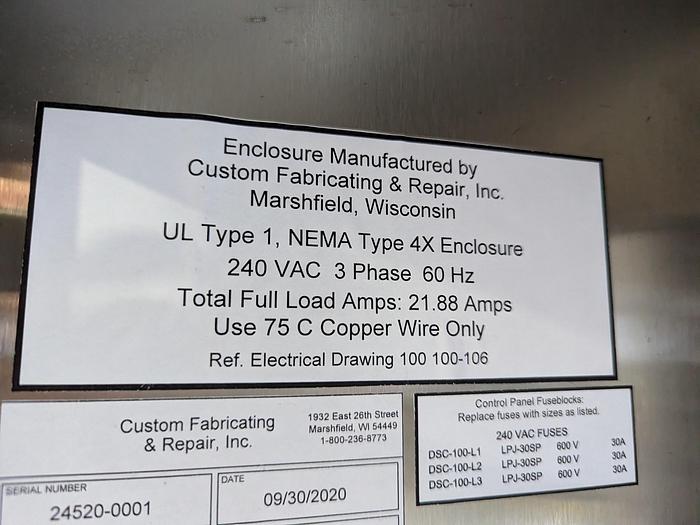 Enclosure Manufactured by
Custom Fabricating & Repair, Inc.
Marshfield, Wisconsin
UL Type 1, NEMA Type 4X Enclosure
240 VAC 3 Phase 60 Hz
Total Full Load Amps: 21.88 Amps
Use 75 C Copper Wire Only
Ref. Electrical Drawing 100 100-106
Custom Fabricating
& Repair, Inc.
1932 East 26th Street
Marshfield, WI 54449
1-800-236-8773
SERIAL NUMBER
24520-0001
DATE
09/30/2020
Control Panel Fuseblocks:
Replace fuses with sizes as listed.
240 VAC FUSES
DSC-100-L1 LPJ-30SP 600 V 30A
DSC-100-L2 LPJ-30SP 600 V 30A
DSC-100-L3 LPJ-30SP 600 V 30A